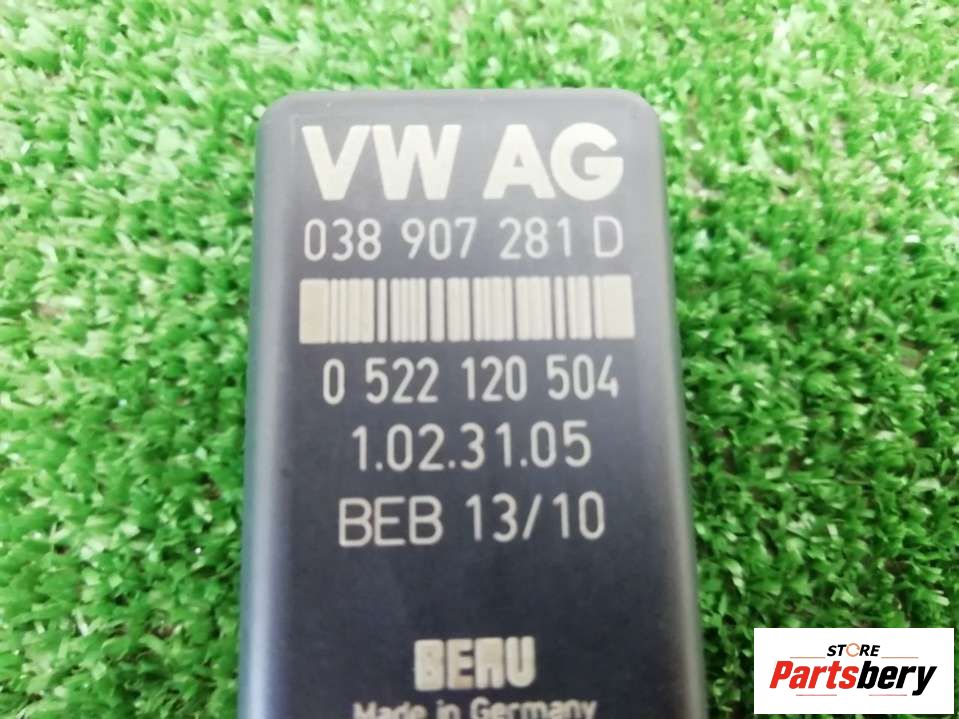 VW AG
038 907 281 D
0 522 120 504
1.02.31.05
BEB 13/10
BERU
Made in Germany
STORE
Partsbery